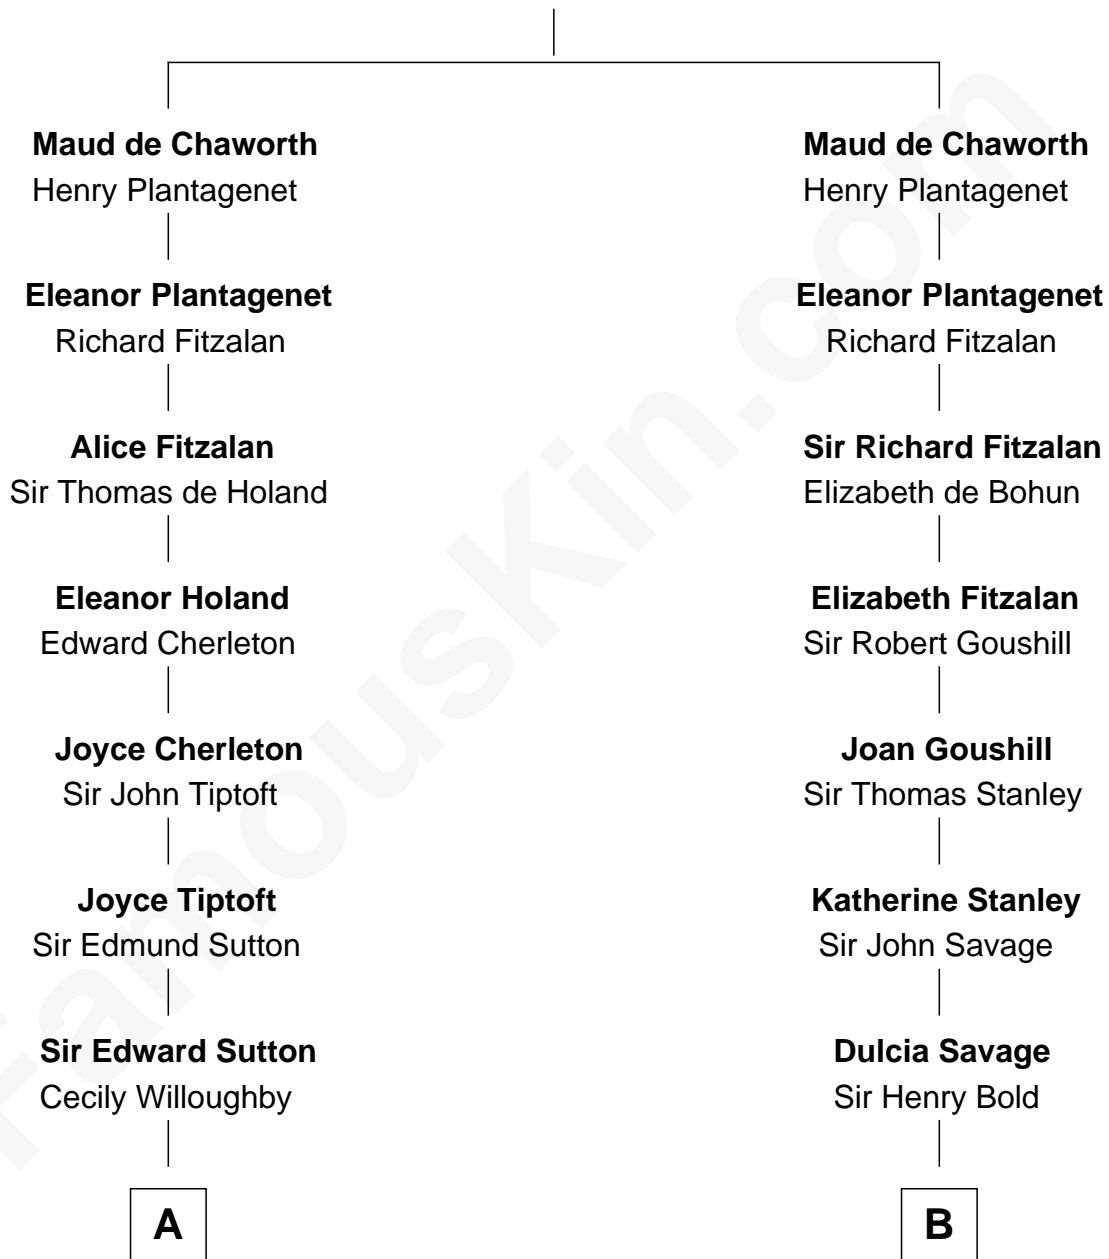 Maud de Chaworth
Henry Plantagenet
Eleanor Plantagenet
Richard Fitzalan
Alice Fitzalan
Sir Thomas de Holand
Eleanor Holand
Edward Cherleton
Joyce Cherleton
Sir John Tiptoft
Joyce Tiptoft
Sir Edmund Sutton
Sir Edward Sutton
Cecily Willoughby
A
Maud de Chaworth
Henry Plantagenet
Eleanor Plantagenet
Richard Fitzalan
Sir Richard Fitzalan
Elizabeth de Bohun
Elizabeth Fitzalan
Sir Robert Goushill
Joan Goushill
Sir Thomas Stanley
Katherine Stanley
Sir John Savage
Dulcia Savage
Sir Henry Bold
B
FamousKin.com